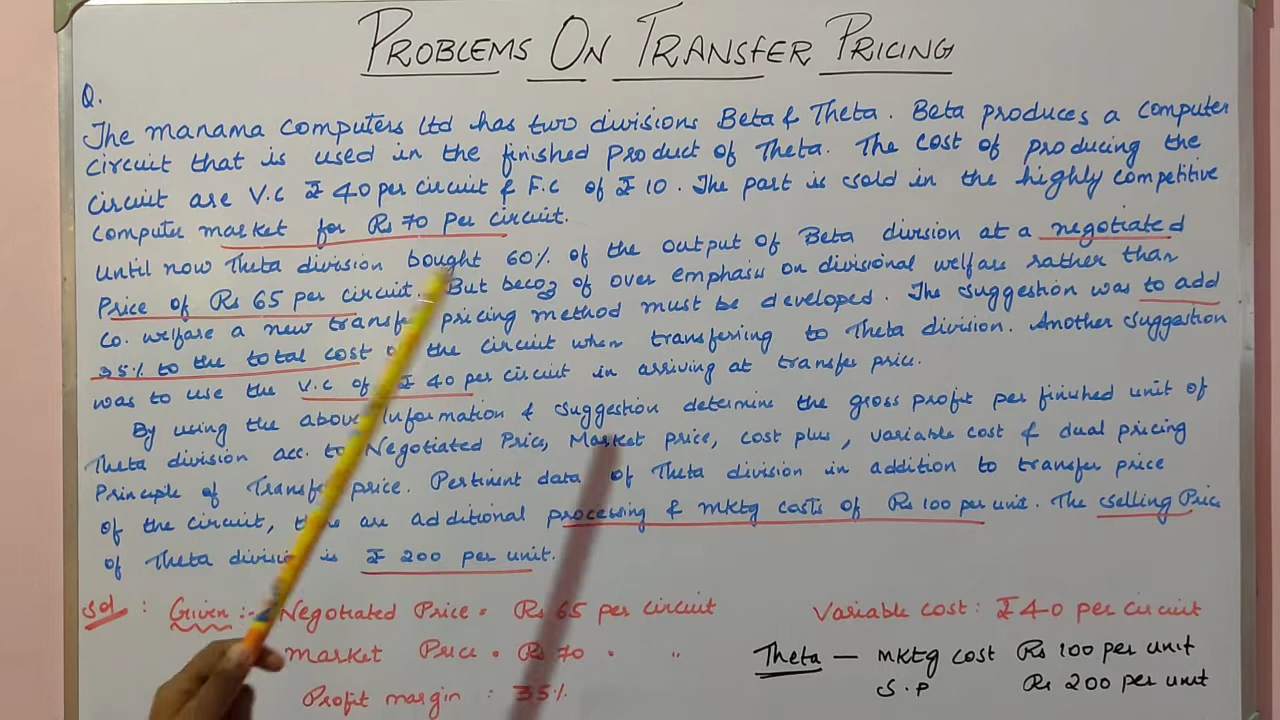 PROBLEMS ON TRANSFER PRICING
Q.
The manama computers Ltd has two divisions Beta & Theta. Beta produces a computer
circuit that is used in the finished product of Theta. The cost of producing the
circuit are V.C ₹ 40 per circuit & F.C of ₹ 10. The part is sold in the highly competitive
computer market for Rs 70 per circuit.
Until now Theta division bought 60% of the output of Beta division at a negotiated
Price of Rs 65 per circuit. But becoz of over emphasis on divisional welfare rather than
Co. welfare a new transfer pricing method must be developed. The suggestion was to add
35% to the total cost of the circuit when transferring to Theta division. Another suggestion
was to use the V.C of ₹ 40 per circuit in arriving at transfer price.
By using the above information & suggestion determine the gross profit per finished unit of
Theta division acc. to Negotiated Price, Market price, cost plus, variable cost & dual pricing
Principle of Transfer price. Pertinent data of Theta division in addition to transfer price
of the circuit, are additional processing & mktg costs of Rs 100 per unit. The selling Price
of Theta division is ₹ 200 per unit.
Sol : Given :- Negotiated Price = Rs 65 per circuit Variable cost : ₹ 40 per circuit
Market Price = Rs 70 " " Theta — mktg cost Rs 100 per unit
Profit margin : 35% S.P Rs 200 per unit